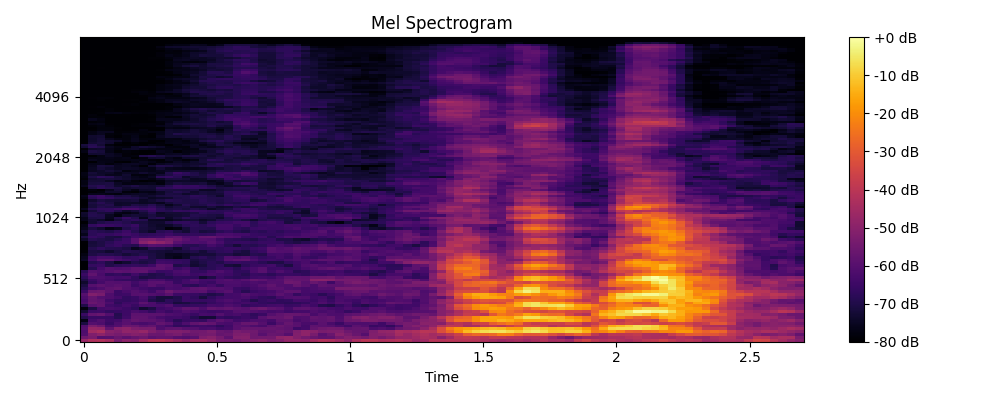 Mel Spectrogram
+0 dB
-10 dB
-20 dB
-30 dB
-40 dB
-50 dB
-60 dB
-70 dB
-80 dB
4096
2048
1024
512
0
Hz
0
0.5
1
1.5
2
2.5
Time